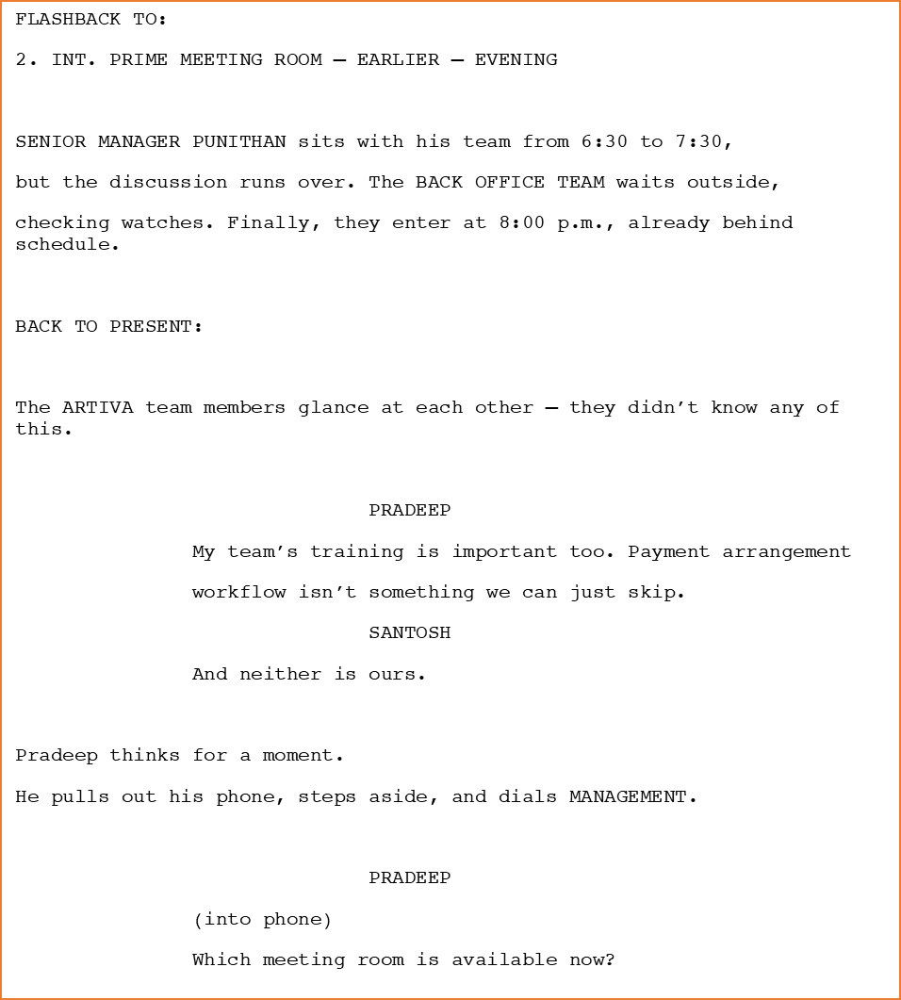 FLASHBACK TO:
2. INT. PRIME MEETING ROOM – EARLIER – EVENING
SENIOR MANAGER PUNITHAN sits with his team from 6:30 to 7:30,
but the discussion runs over. The BACK OFFICE TEAM waits outside,
checking watches. Finally, they enter at 8:00 p.m., already behind
schedule.
BACK TO PRESENT:
The ARTIVA team members glance at each other – they didn’t know any of
this.
PRADEEP
My team’s training is important too. Payment arrangement
workflow isn’t something we can just skip.
SANTOSH
And neither is ours.
Pradeep thinks for a moment.
He pulls out his phone, steps aside, and dials MANAGEMENT.
PRADEEP
(into phone)
Which meeting room is available now?